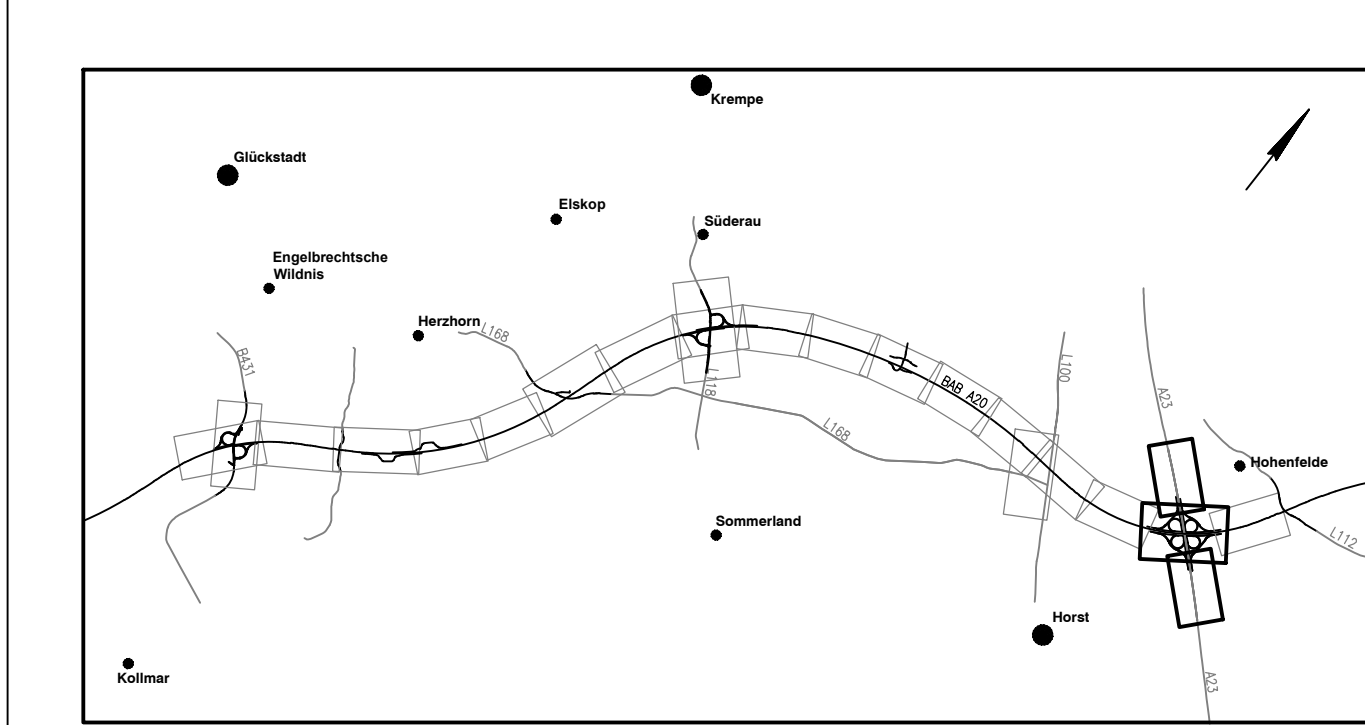 Krempe
Glückstadt
Elskop
Süderau
Engelbrechtsche
Wildnis
Herzhorn
L168
B431
L118
BAB A20
L100
A23
L168
Hohenfelde
Sommerland
L112
Horst
Kollmar
A23